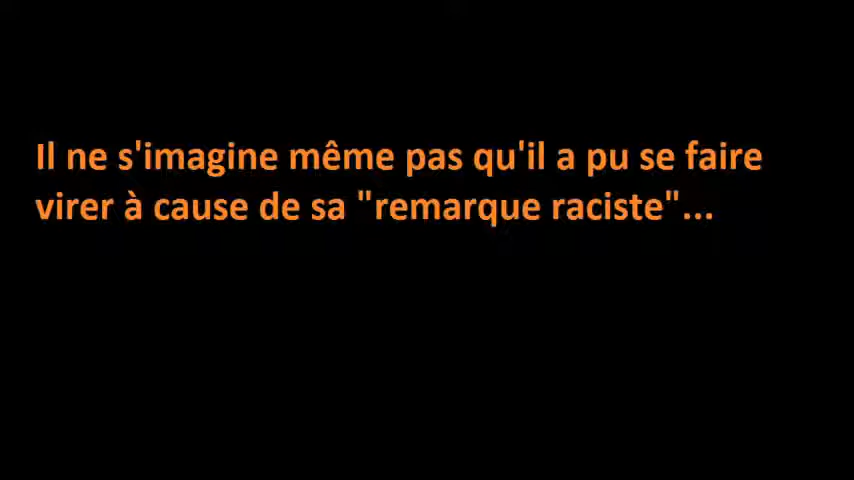 Il ne s'imagine même pas qu'il a pu se faire
virer à cause de sa "remarque raciste"...